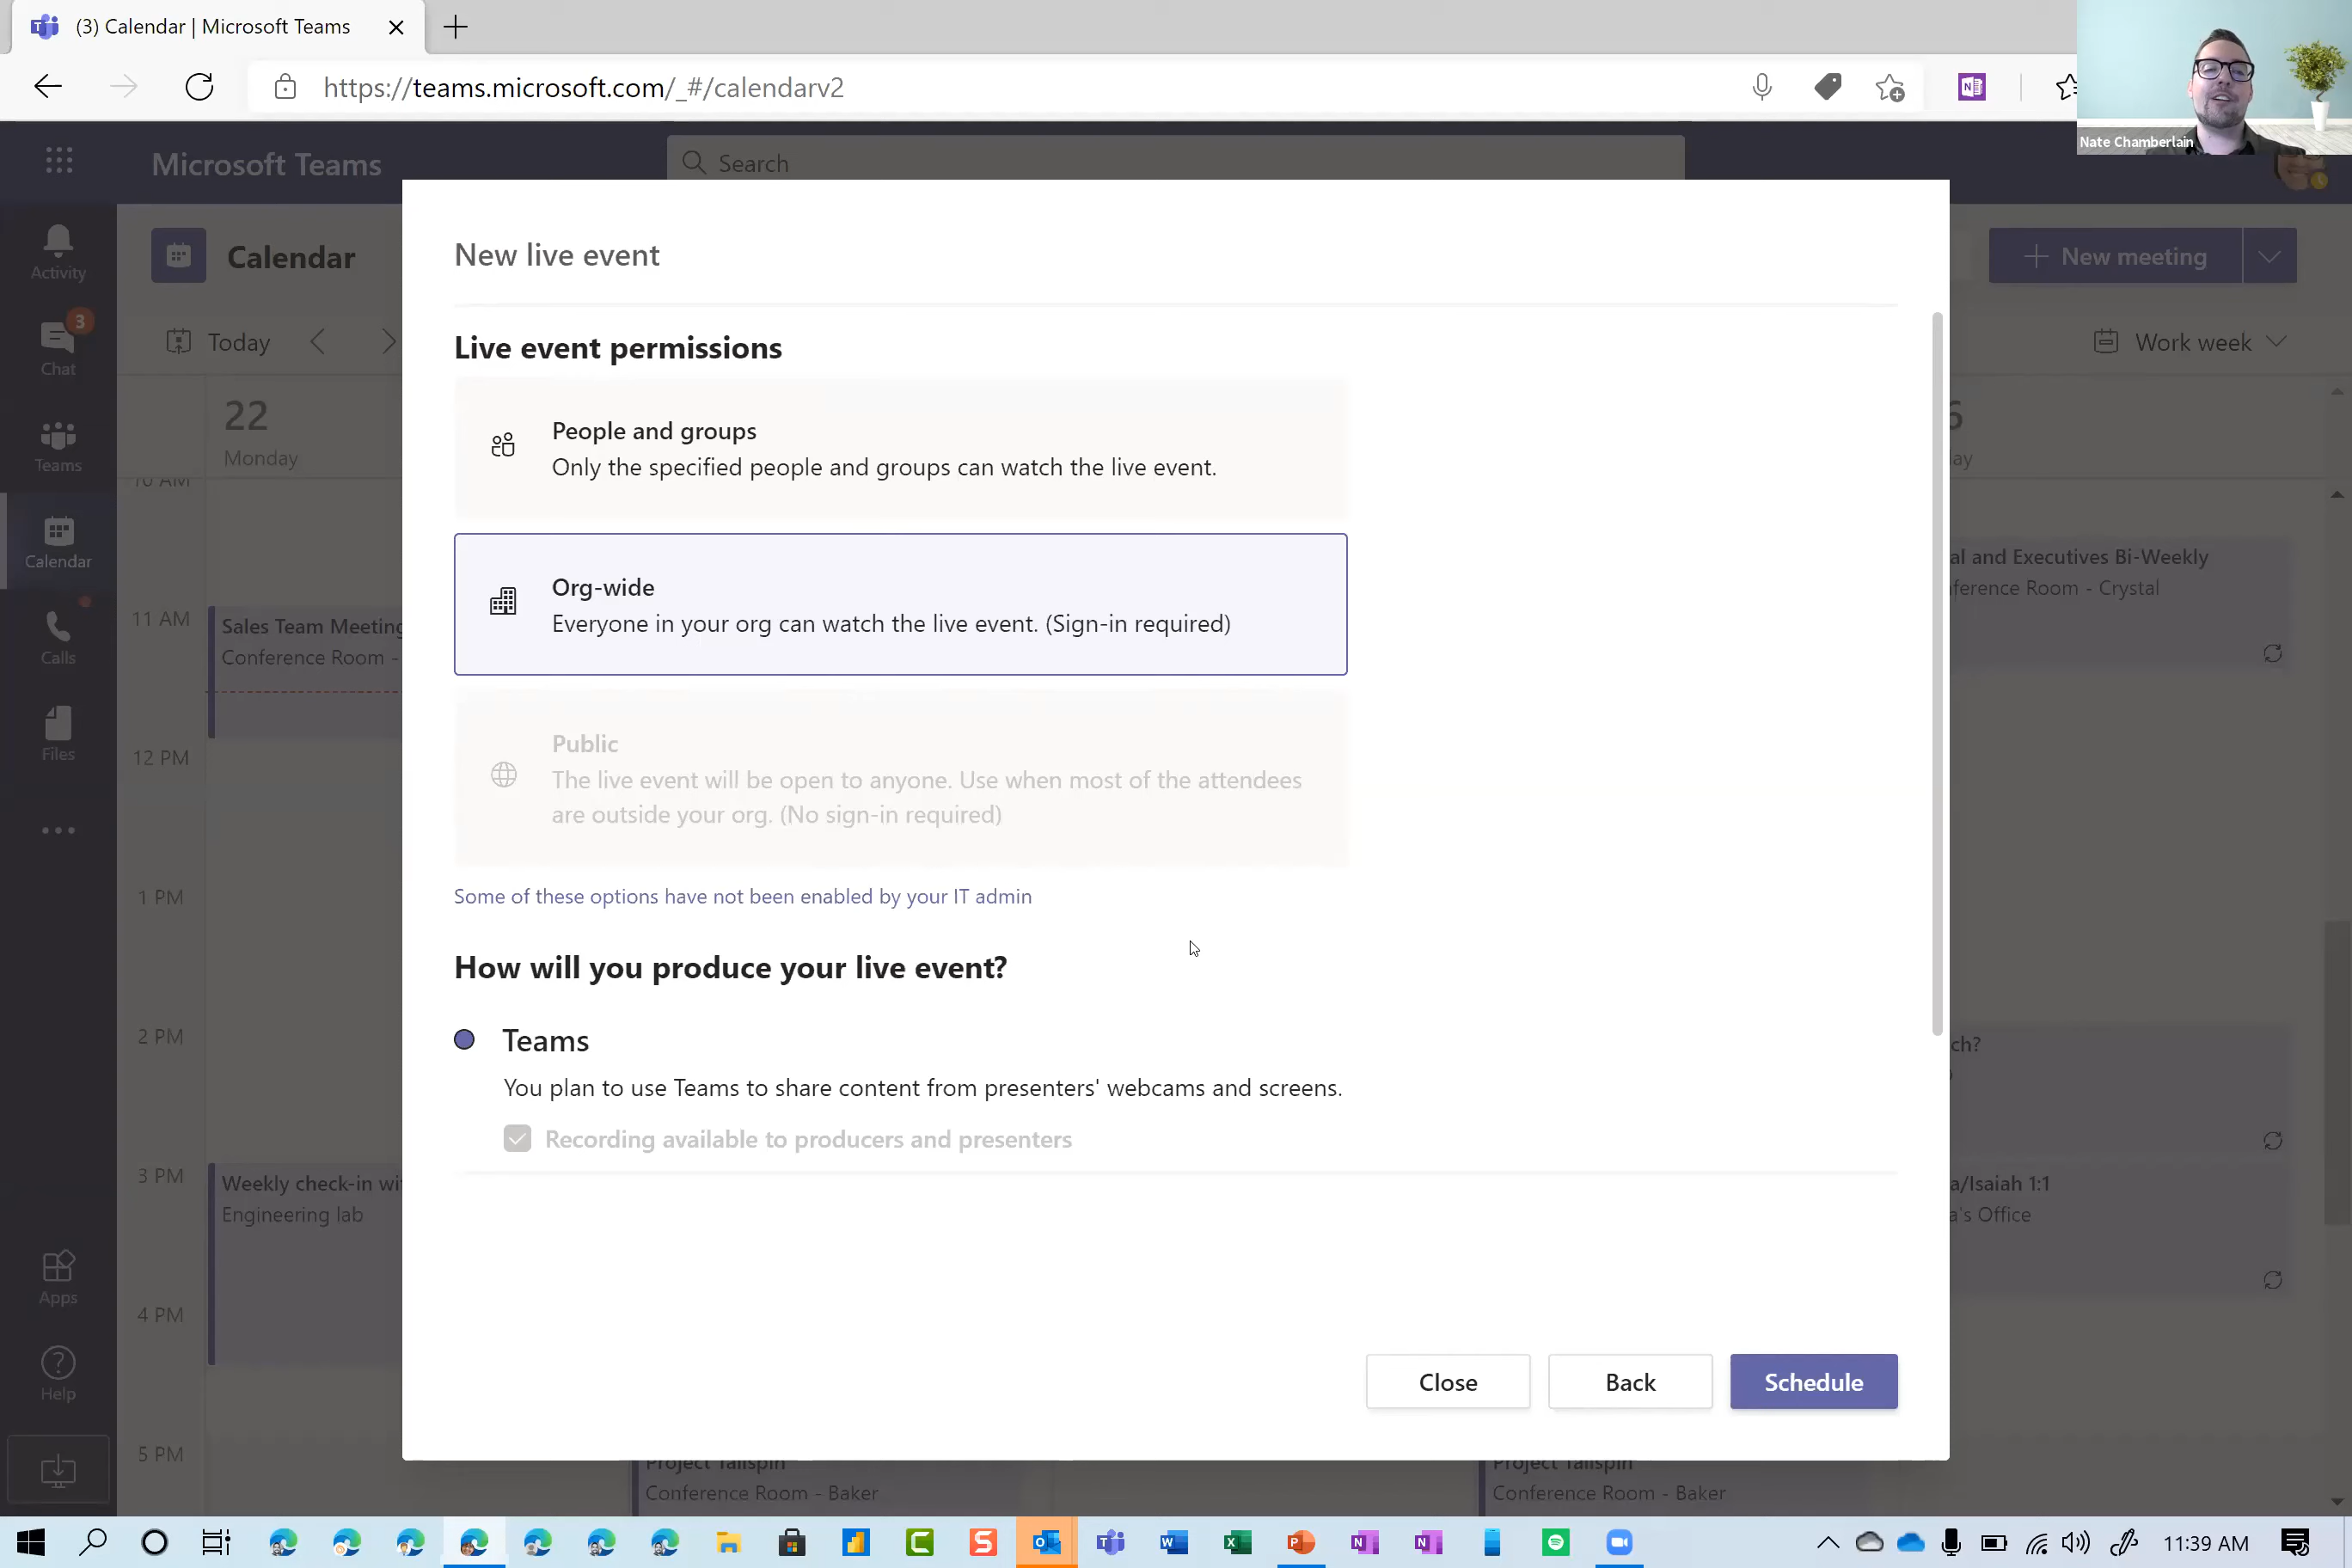 (3) Calendar | Microsoft Teams
https://teams.microsoft.com/_#/calendarv2
Nate Chamberlain
Microsoft Teams
Search
Activity
Chat
3
Teams
Calendar
Calls
Files
Apps
Help
Calendar
New meeting
Today
Work week
22
Monday
10 AM
11 AM
12 PM
1 PM
2 PM
3 PM
4 PM
5 PM
Sales Team Meeting
Conference Room -
Weekly check-in wi
Engineering lab
New live event
Live event permissions
People and groups
Only the specified people and groups can watch the live event.
Org-wide
Everyone in your org can watch the live event. (Sign-in required)
Public
The live event will be open to anyone. Use when most of the attendees
are outside your org. (No sign-in required)
Some of these options have not been enabled by your IT admin
How will you produce your live event?
Teams
You plan to use Teams to share content from presenters' webcams and screens.
Recording available to producers and presenters
Close
Back
Schedule
6
ay
al and Executives Bi-Weekly
ference Room - Crystal
ch?
a/Isaiah 1:1
a's Office
Project Tailspin
Conference Room - Baker
Project Tailspin
Conference Room - Baker
11:39 AM